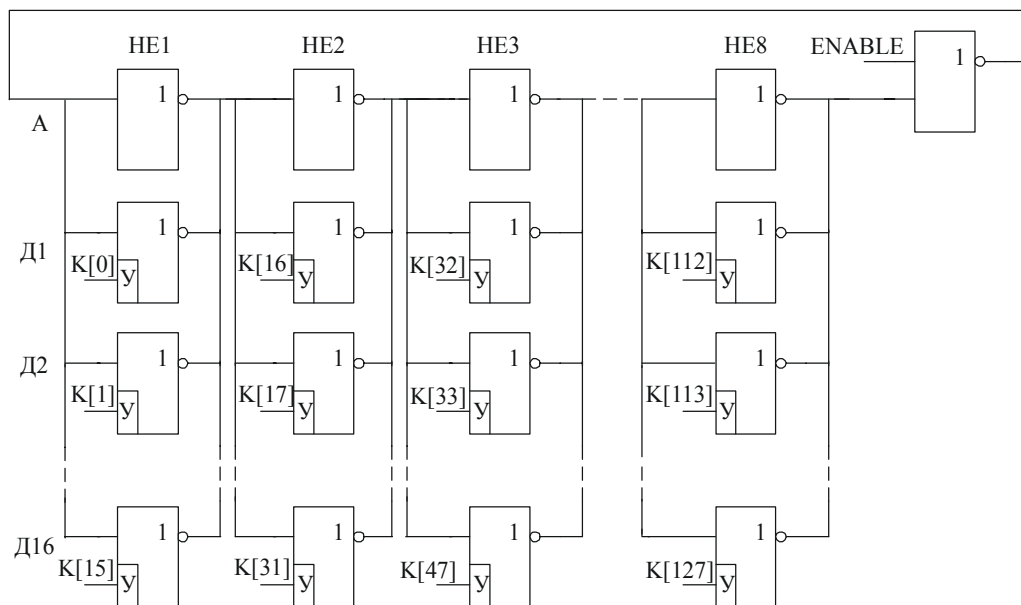 НЕ1 НЕ2 НЕ3 НЕ8 ENABLE 1
1 1 1 1
А
1 1 1 1
Д1
К[0] К[16] К[32] К[112]
У У У У
1 1 1 1
Д2
К[1] К[17] К[33] К[113]
У У У У
1 1 1 1
Д16
К[15] К[31] К[47] К[127]
У У У У